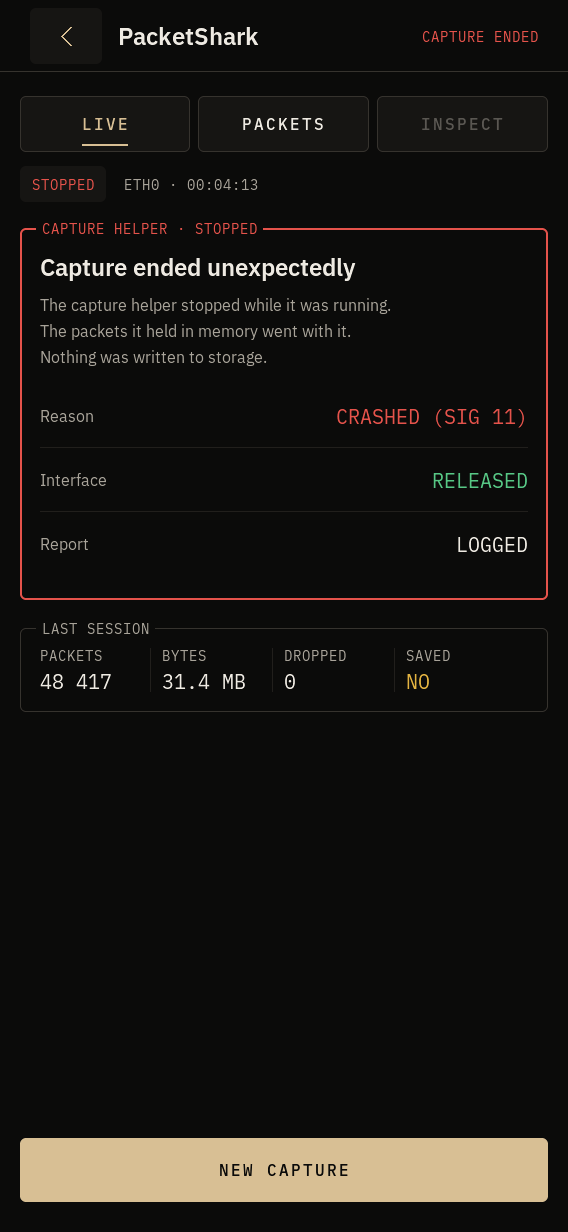 PacketShark
CAPTURE ENDED
LIVE
PACKETS
INSPECT
STOPPED
ETH0 · 00:04:13
CAPTURE HELPER · STOPPED
Capture ended unexpectedly
The capture helper stopped while it was running.
The packets it held in memory went with it.
Nothing was written to storage.
Reason
CRASHED (SIG 11)
Interface
RELEASED
Report
LOGGED
LAST SESSION
PACKETS
48 417
BYTES
31.4 MB
DROPPED
0
SAVED
NO
NEW CAPTURE